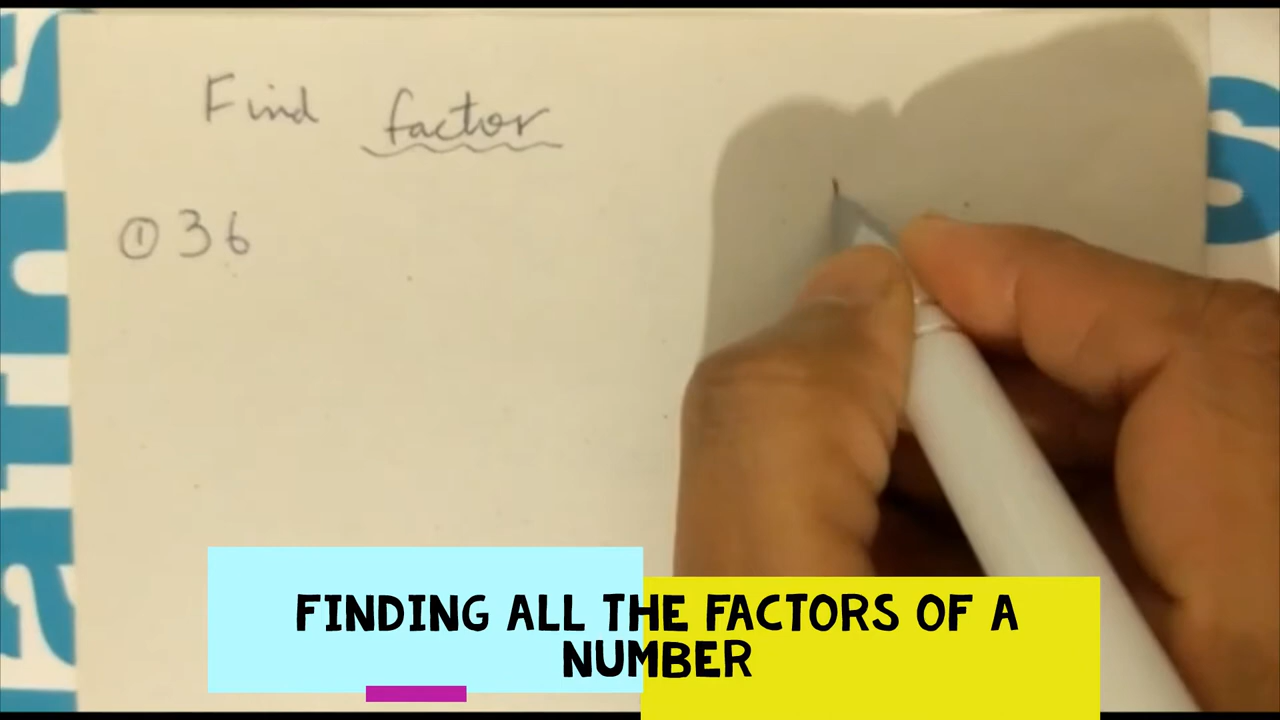 Find factor
① 36
FINDING ALL THE FACTORS OF A
NUMBER